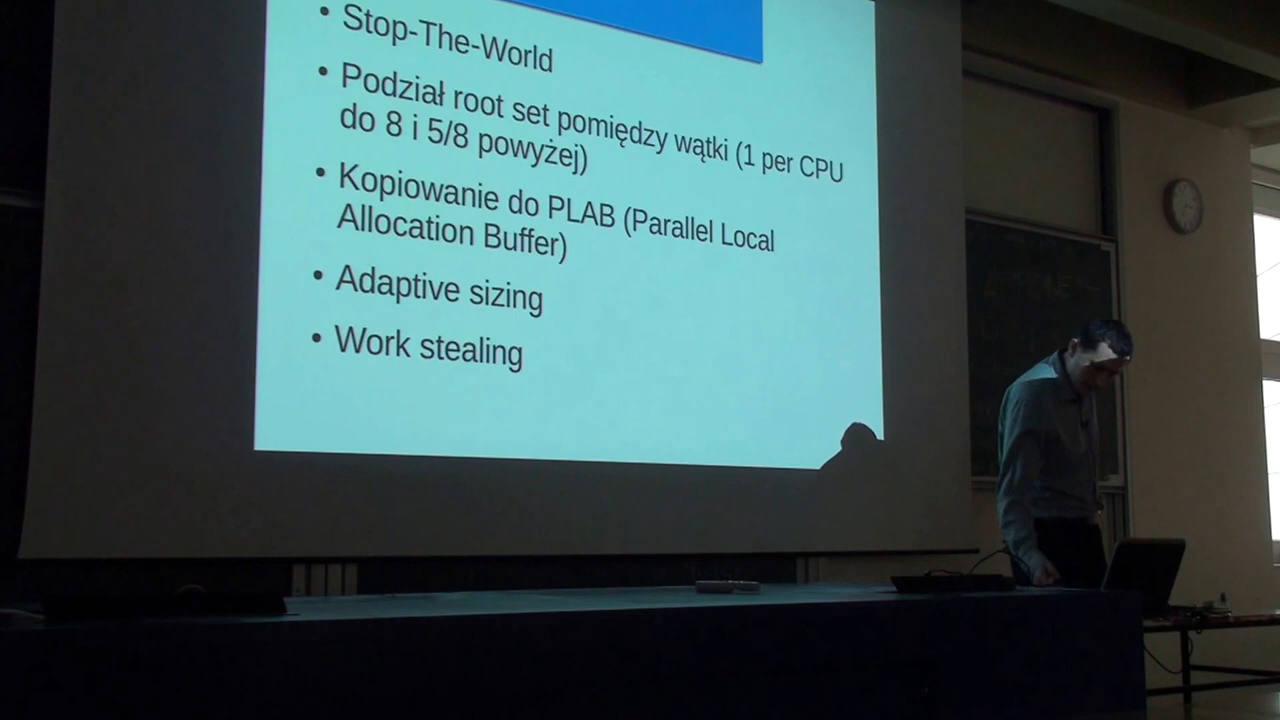 • Stop-The-World
• Podział root set pomiędzy wątki (1 per CPU
do 8 i 5/8 powyżej)
• Kopiowanie do PLAB (Parallel Local
Allocation Buffer)
• Adaptive sizing
• Work stealing